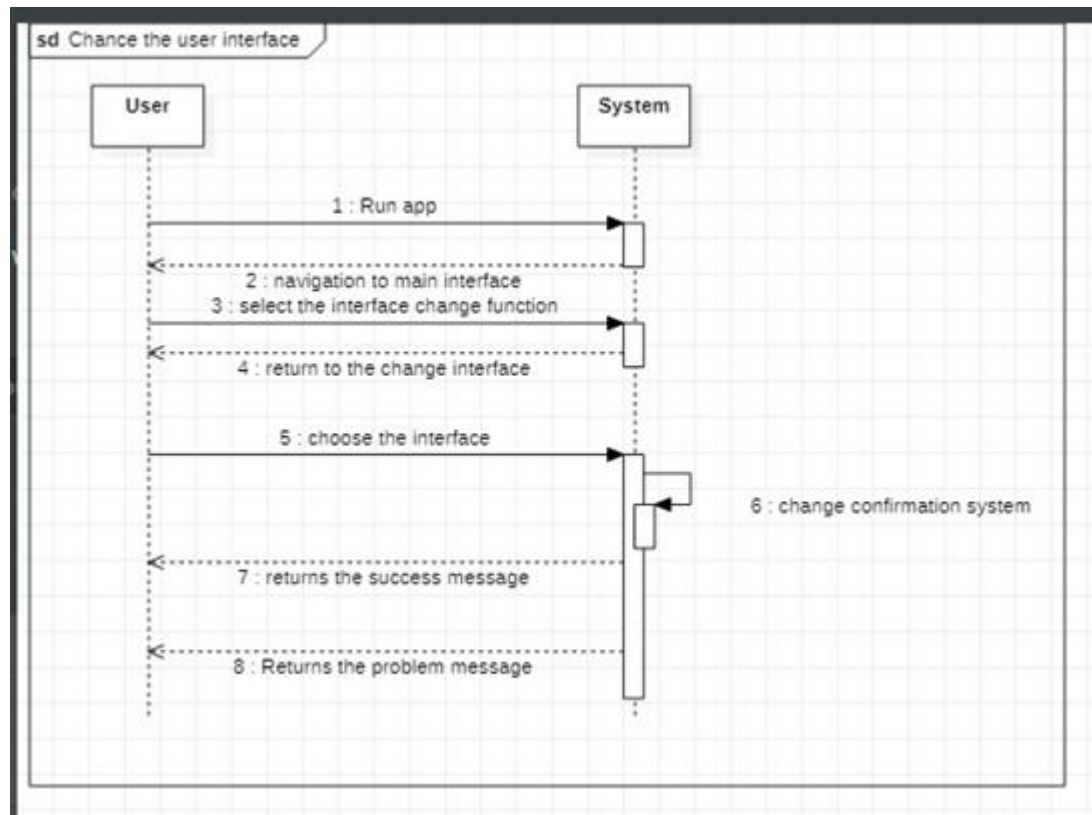 sd Chance the user interface
User
System
1 : Run app
2 : navigation to main interface
3 : select the interface change function
4 : return to the change interface
5 : choose the interface
6 : change confirmation system
7 : returns the success message
8 : Returns the problem message